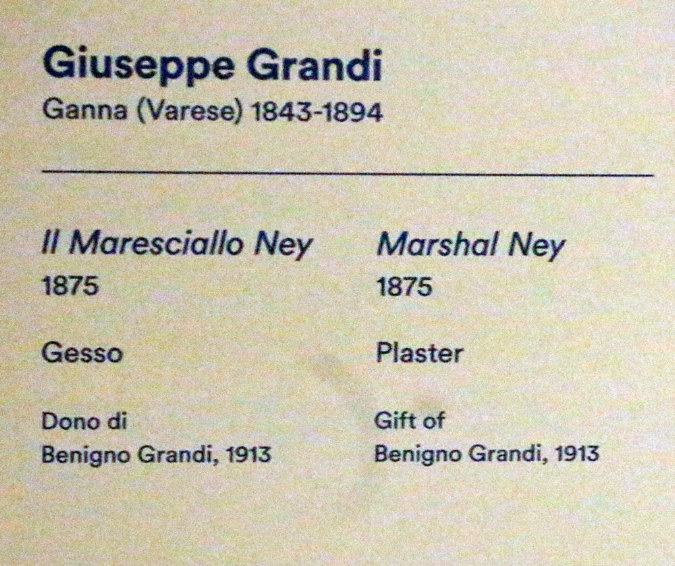 Giuseppe Grandi
Ganna (Varese) 1843-1894
Il Maresciallo Ney
1875
Gesso
Dono di
Benigno Grandi, 1913
Marshal Ney
1875
Plaster
Gift of
Benigno Grandi, 1913